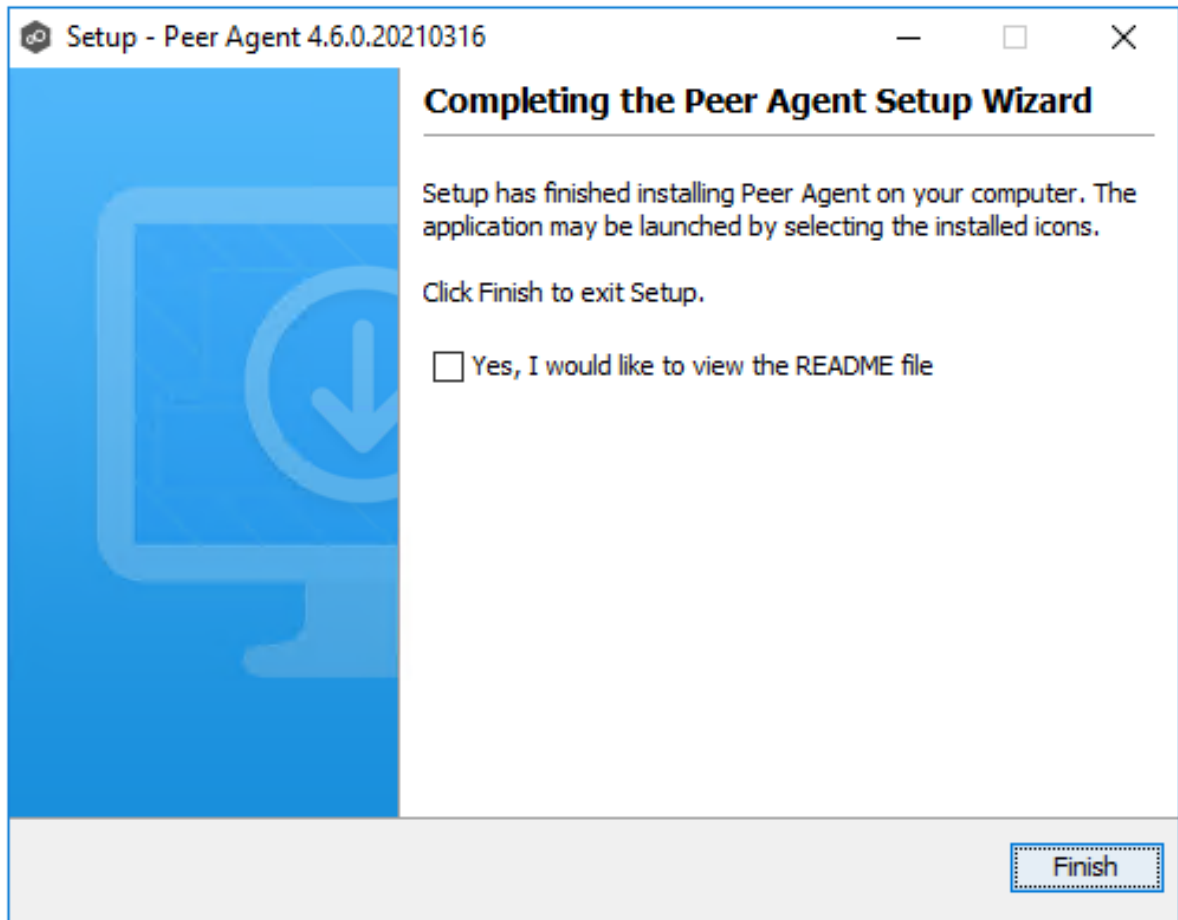 Setup - Peer Agent 4.6.0.20210316
Completing the Peer Agent Setup Wizard
Setup has finished installing Peer Agent on your computer. The
application may be launched by selecting the installed icons.
Click Finish to exit Setup.
Yes, I would like to view the README file
Finish